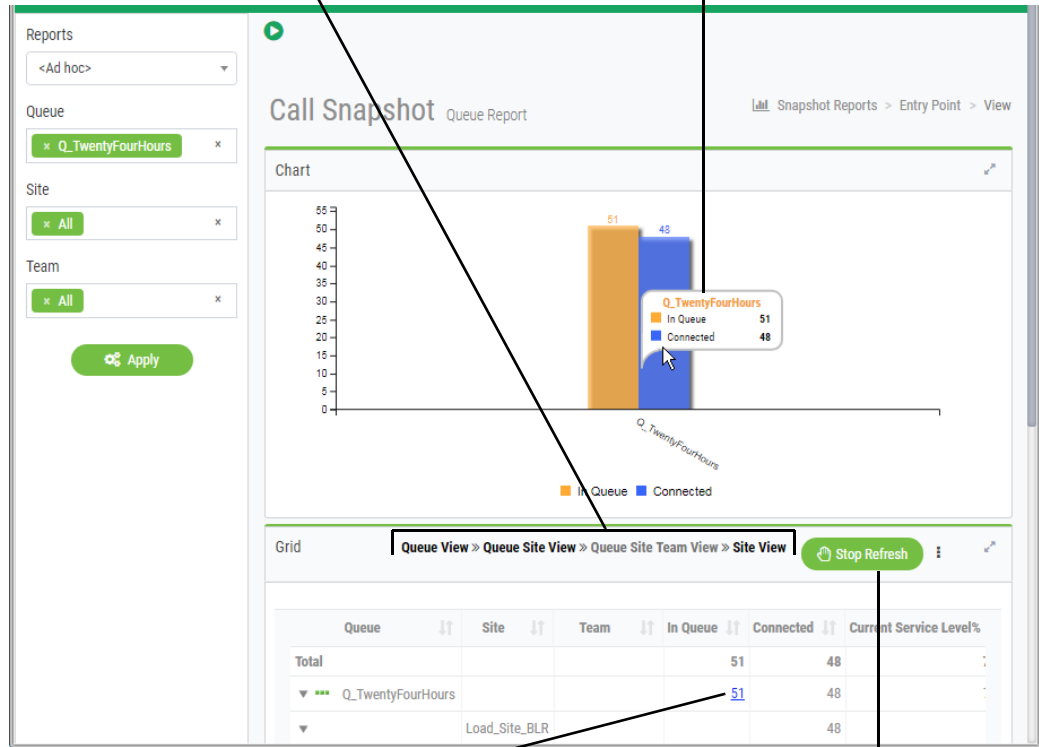 Reports
<Ad hoc>
Queue
× Q_TwentyFourHours ×
Site
× All ×
Team
× All ×
Apply
Call Snapshot Queue Report
Snapshot Reports > Entry Point > View
Chart
55
50
45
40
35
30
25
20
15
10
5
0
51
48
Q_TwentyFourHours
In Queue 51
Connected 48
Q_TwentyFourHours
In Queue Connected
Grid
Queue View » Queue Site View » Queue Site Team View » Site View
Stop Refresh
Queue Site Team In Queue Connected Current Service Level%
Total 51 48
Q_TwentyFourHours 51 48
Load_Site_BLR 48